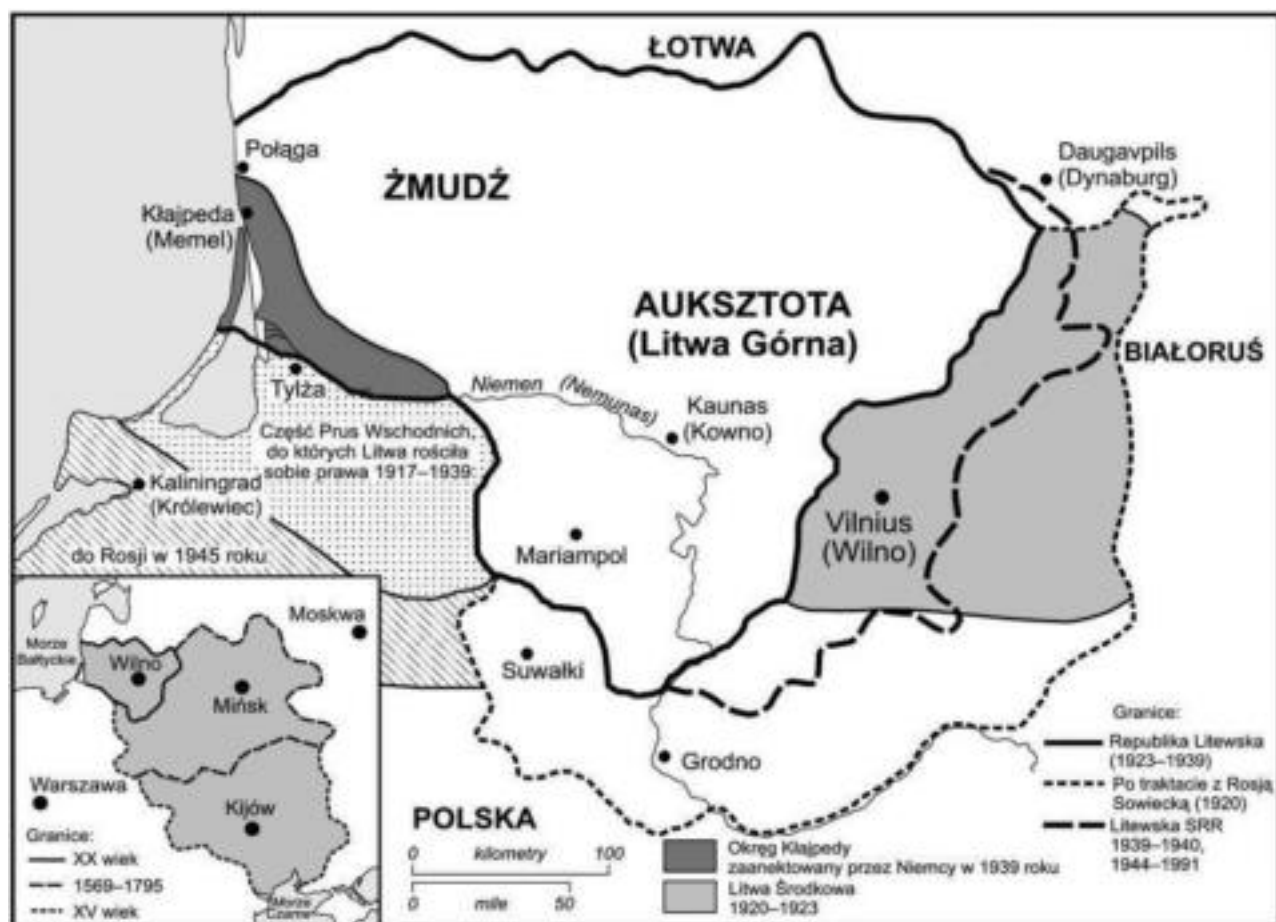 ŁOTWA
Połąga
ŻMUDŹ
Daugavpils
(Dynaburg)
Kłajpeda
(Memel)
AUKSZTOTA
(Litwa Górna)
BIAŁORUŚ
Tylża
Niemen (Nemunas)
Kaunas
(Kowno)
Część Prus Wschodnich,
do których Litwa rościła
sobie prawa 1917–1939
Kaliningrad
(Królewiec)
Vilnius
(Wilno)
do Rosji w 1945 roku
Mariampol
Suwałki
Grodno
POLSKA
0 kilometry 100
0 mile 50
Moskwa
Morze
Bałtyckie
Wilno
Mińsk
Warszawa
Kijów
Morze
Czarne
Granice:
XX wiek
1569–1795
XV wiek
Okręg Kłajpedy
zaanektowany przez Niemcy w 1939 roku
Litwa Środkowa
1920–1923
Granice:
Republika Litewska
(1923–1939)
Po traktacie z Rosją
Sowiecką (1920)
Litewska SRR
1939–1940,
1944–1991